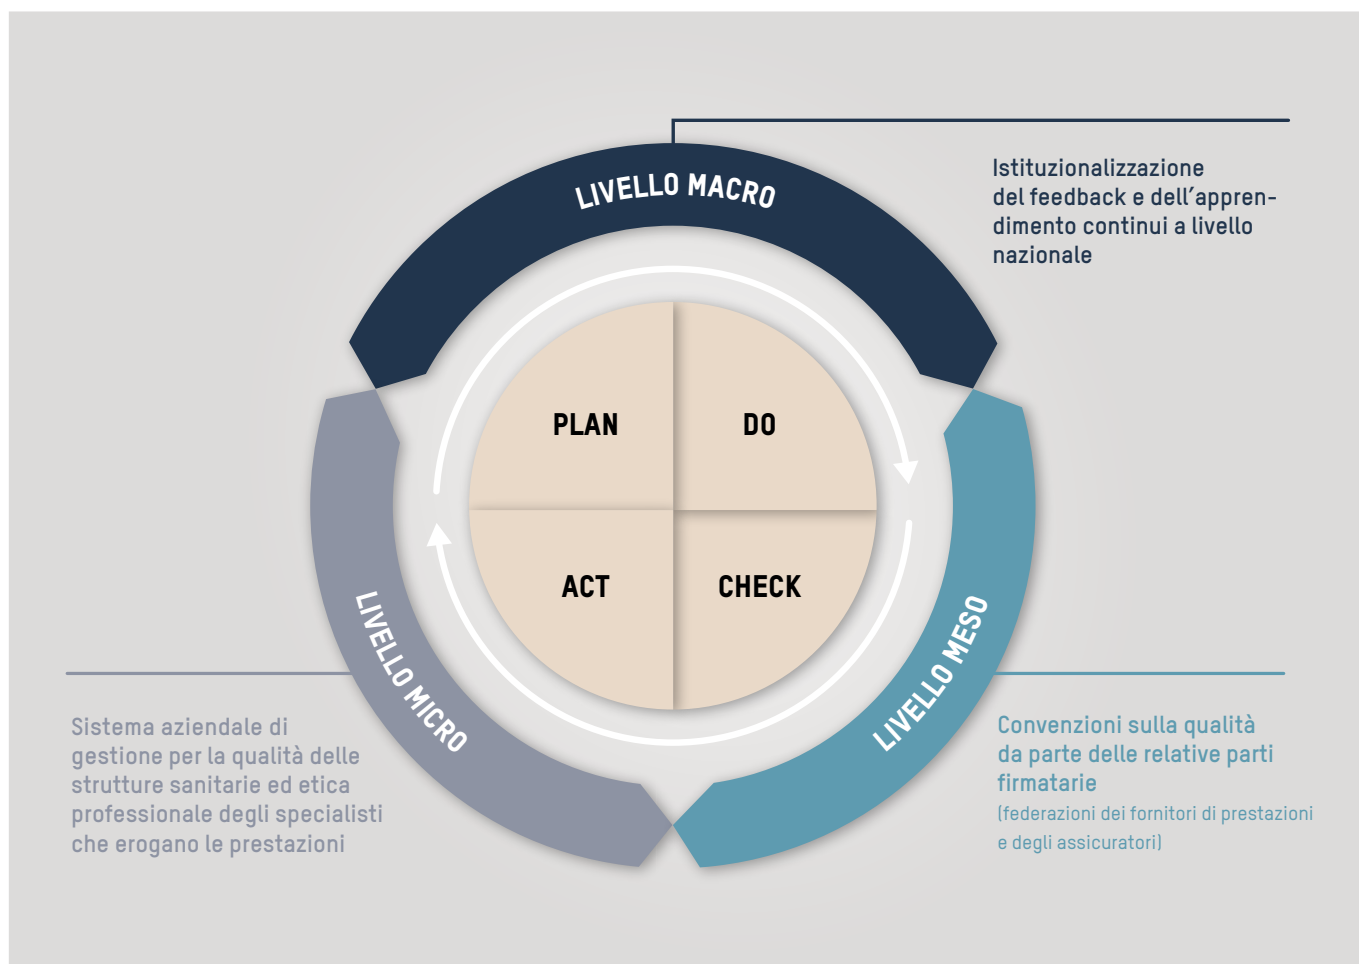 LIVELLO MACRO
Istituzionalizzazione
del feedback e dell’appren-
dimento continui a livello
nazionale
PLAN
DO
ACT
CHECK
LIVELLO MICRO
LIVELLO MESO
Sistema aziendale di
gestione per la qualità delle
strutture sanitarie ed etica
professionale degli specialisti
che erogano le prestazioni
Convenzioni sulla qualità
da parte delle relative parti
firmatarie
(federazioni dei fornitori di prestazioni
e degli assicuratori)